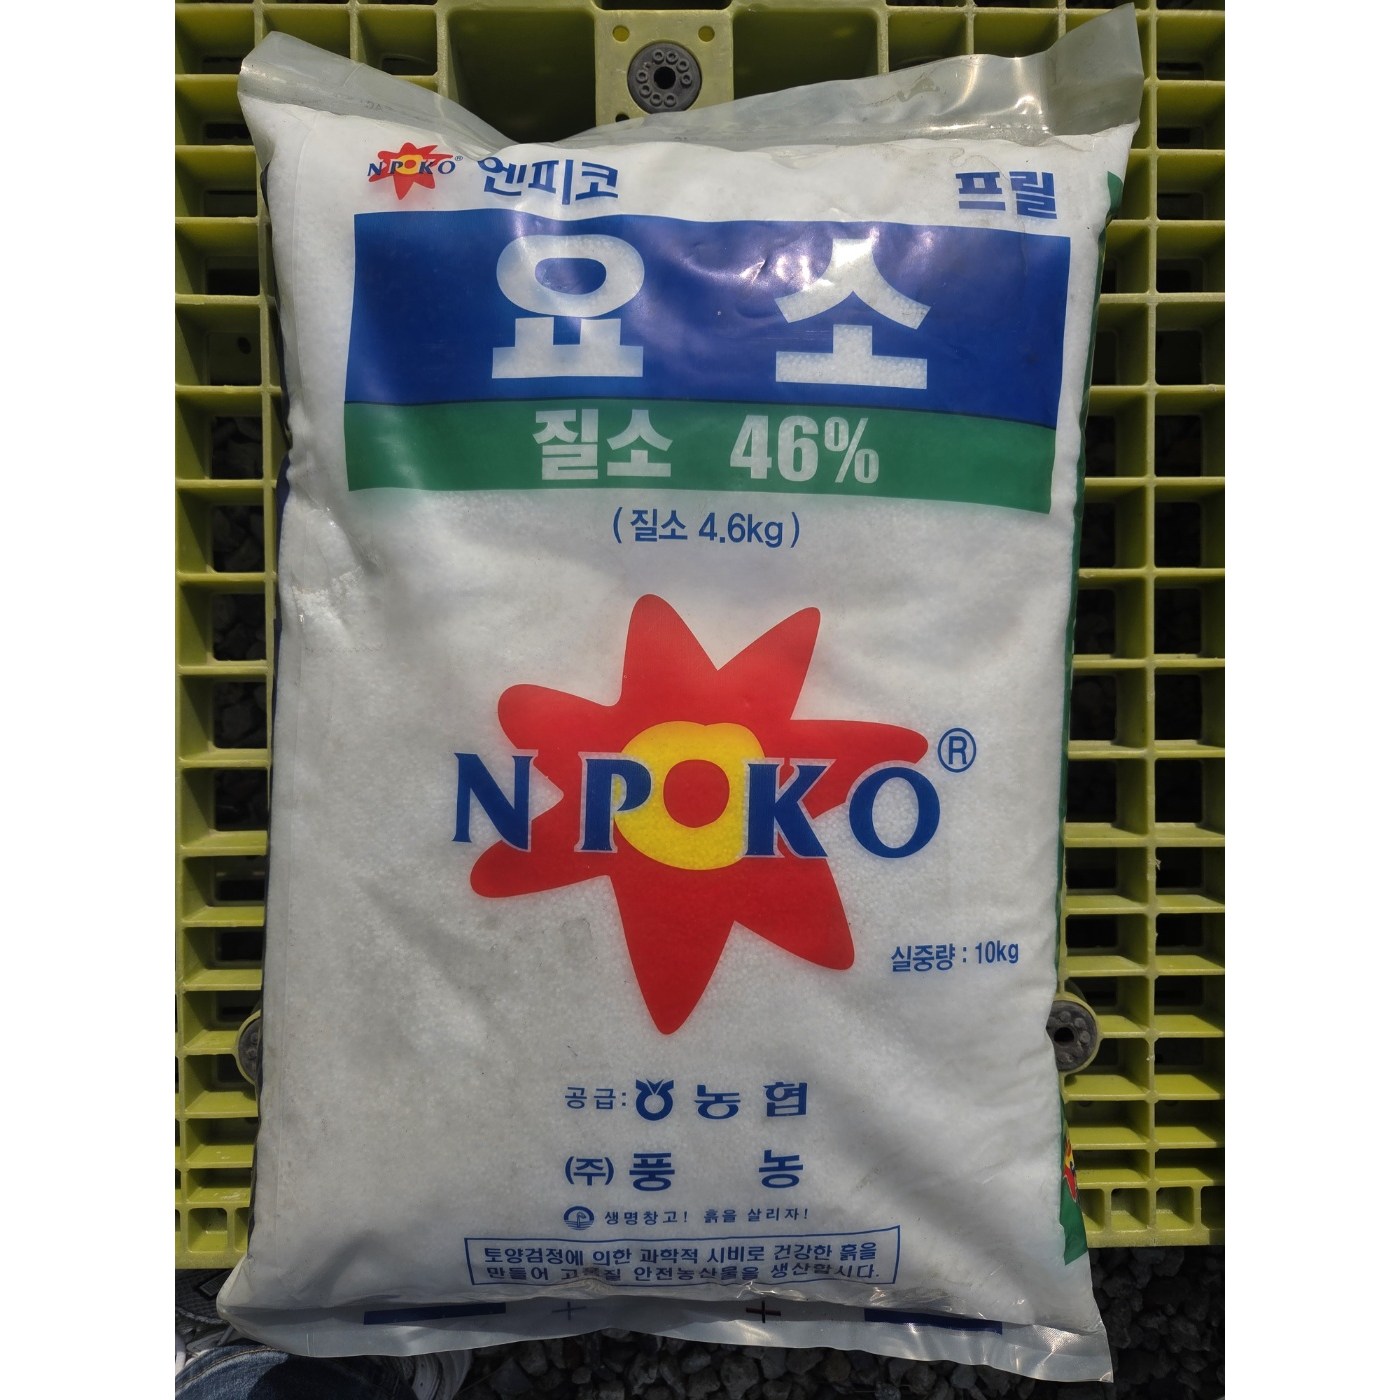 NPKO® 엔피코 프릴
요소
질소 46%
(질소 4.6kg)
NPKO®
실중량 : 10kg
공급 : 농협
(주) 풍농
생명창고! 흙을 살리자!
토양검정에 의한 과학적 시비로 건강한 흙을
만들어 고품질 안전농산물을 생산합시다.